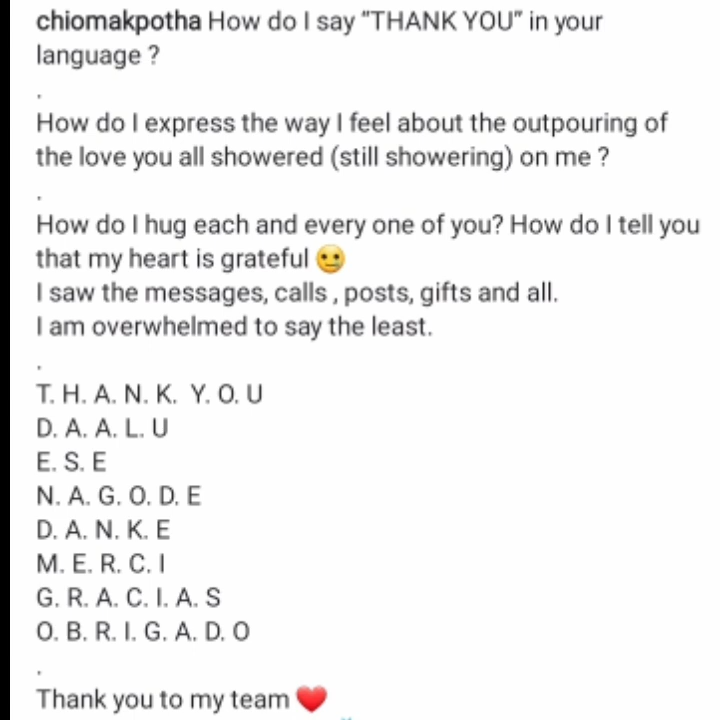 chiomakpotha How do I say "THANK YOU" in your
language ?
.
How do I express the way I feel about the outpouring of
the love you all showered (still showering) on me ?
.
How do I hug each and every one of you? How do I tell you
that my heart is grateful 🤐
I saw the messages, calls , posts, gifts and all.
I am overwhelmed to say the least.
.
T. H. A. N. K.  Y. O. U
D. A. A. L. U
E. S. E
N. A. G. O. D. E
D. A. N. K. E
M. E. R. C. I
G. R. A. C. I. A. S
O. B. R. I. G. A. D. O
.
Thank you to my team ❤️